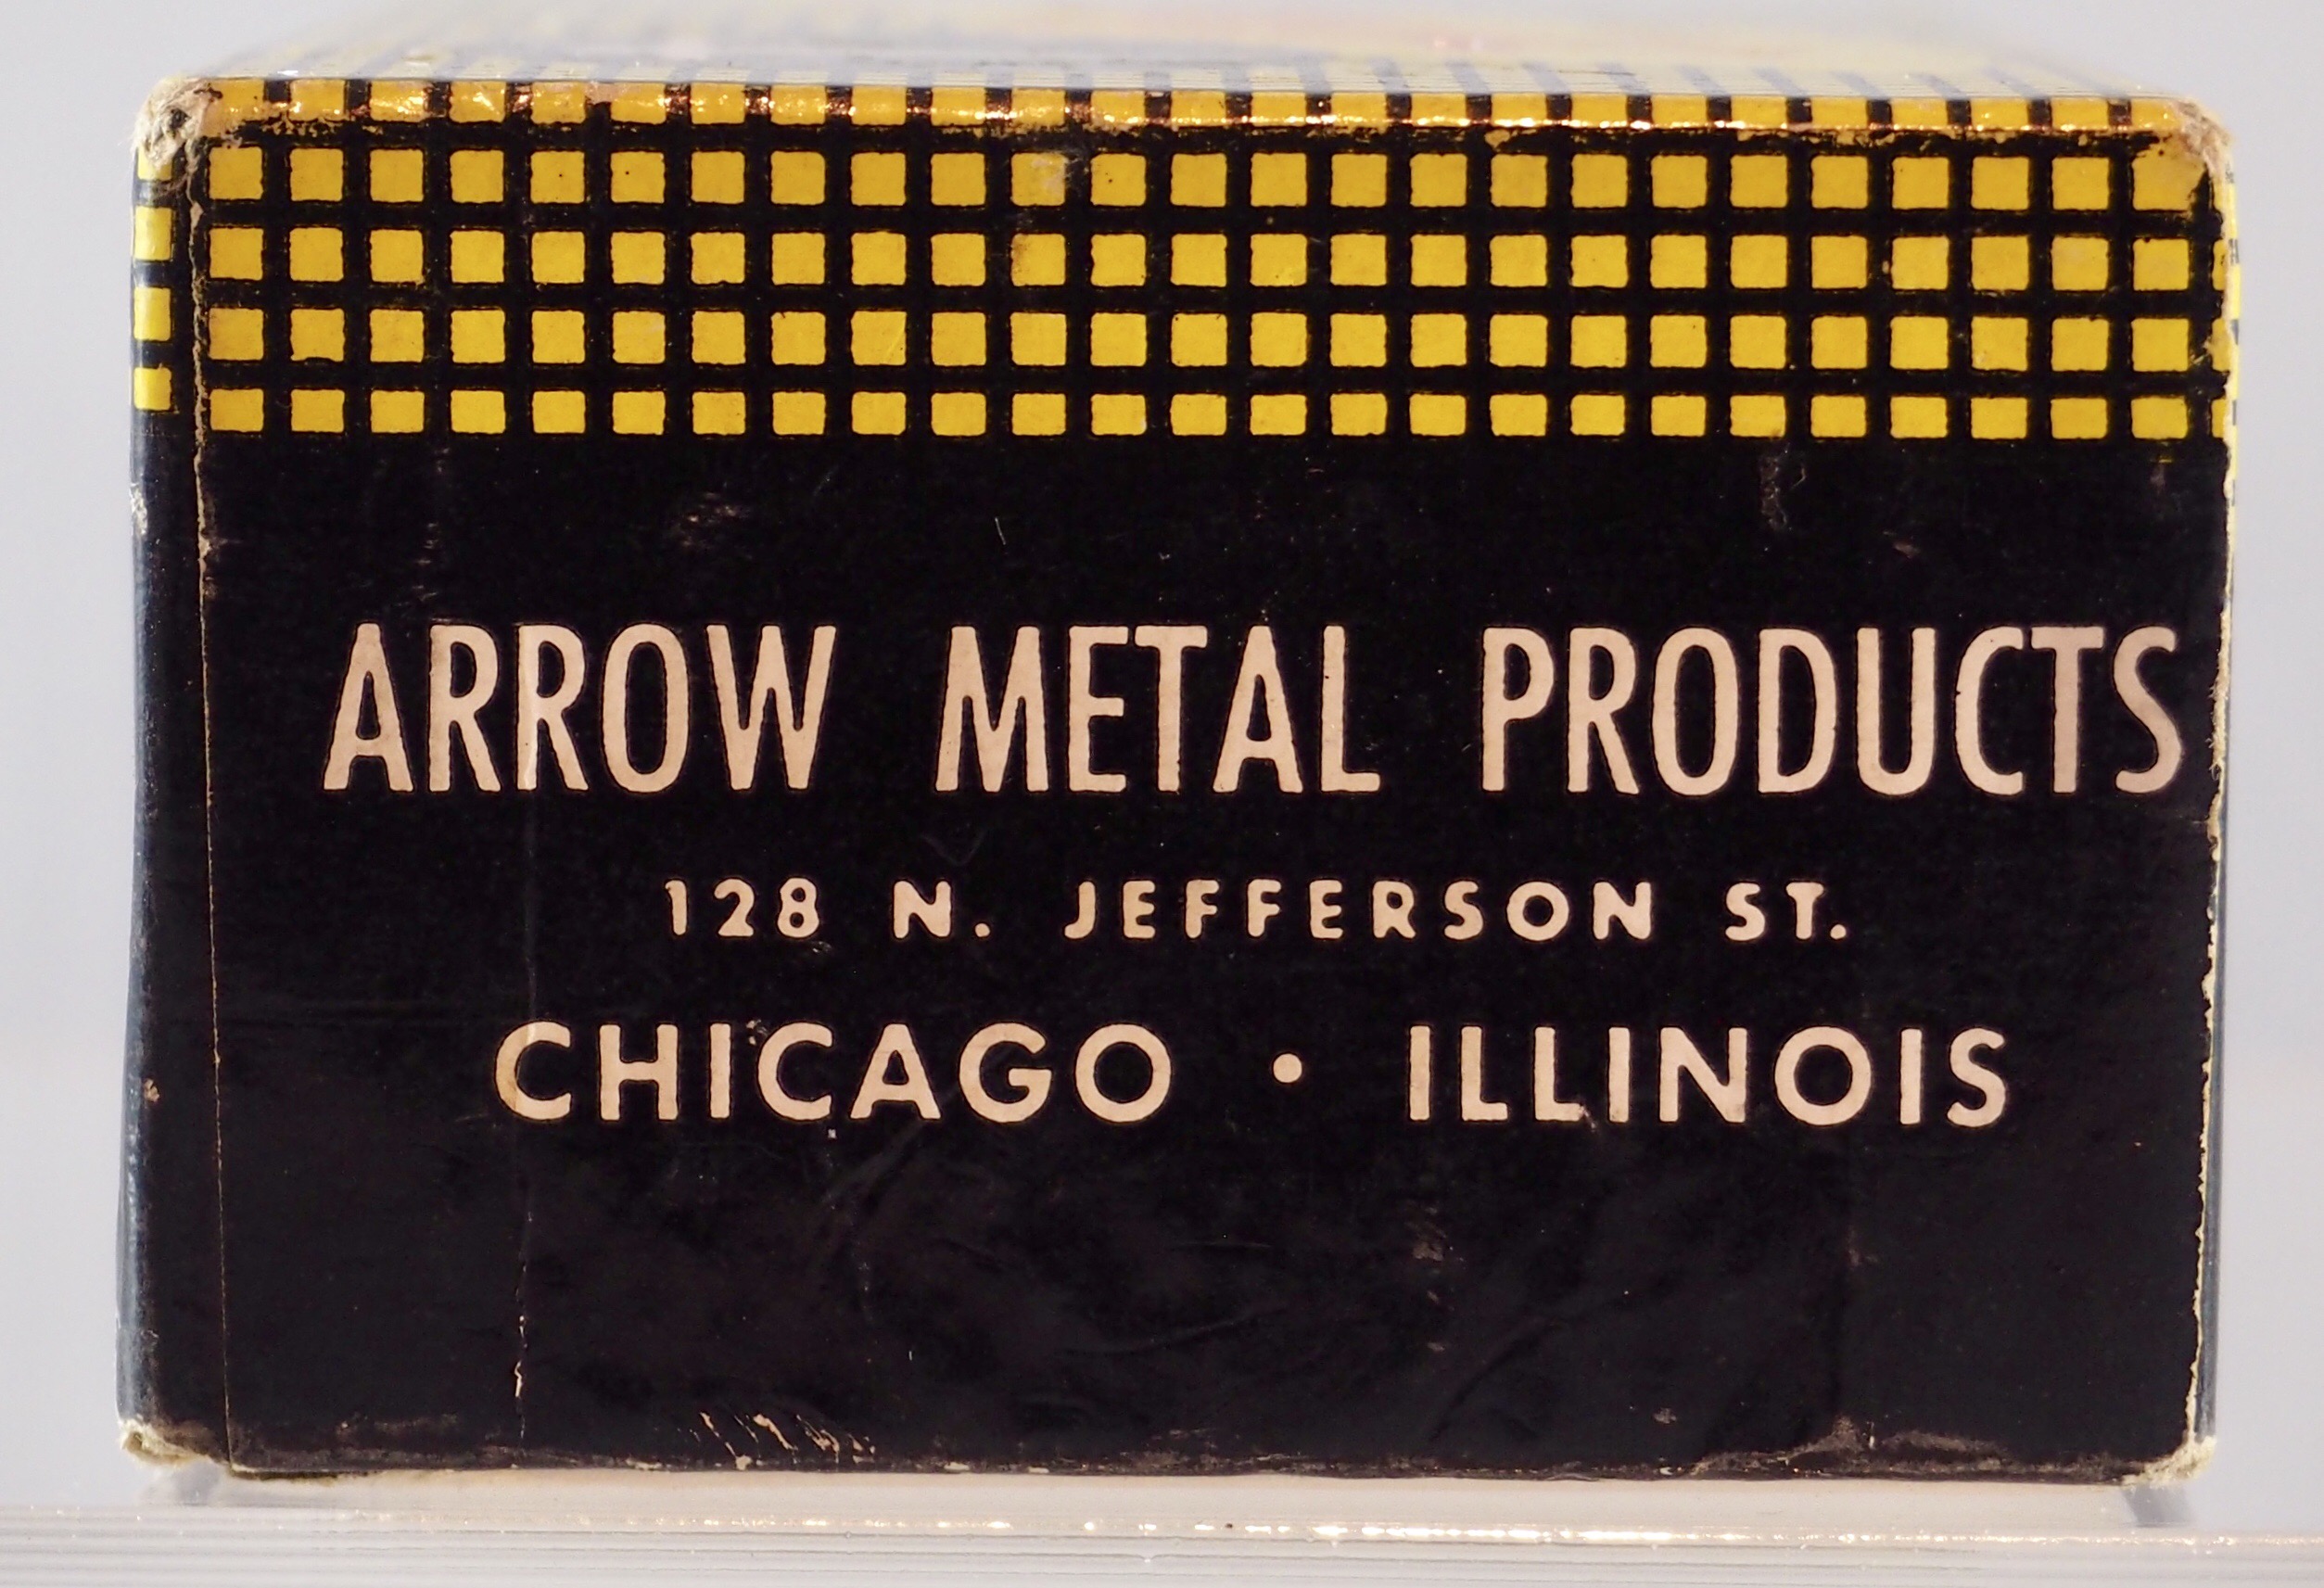 ARROW METAL PRODUCTS
128 N. JEFFERSON ST.
CHICAGO • ILLINOIS